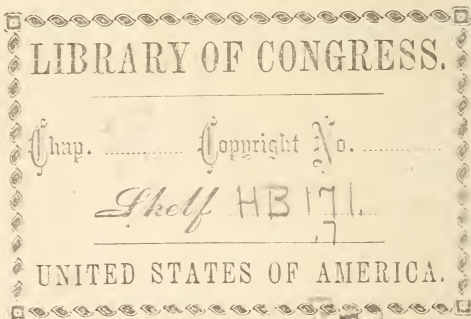 LIBRARY OF CONGRESS.
Chap. ............ Copyright No. ............
Shelf HB171
.7
UNITED STATES OF AMERICA.